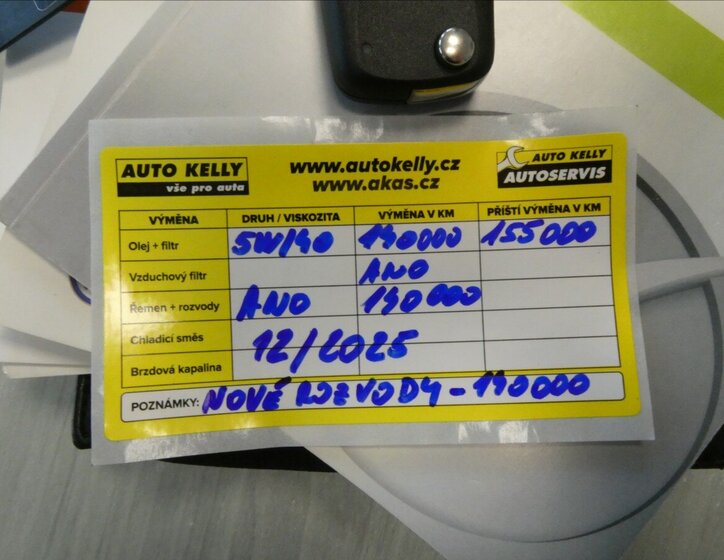 AUTO KELLY
vše pro auta
www.autokelly.cz
www.akas.cz
AUTO KELLY
AUTOSERVIS
VÝMĚNA DRUH / VISKOZITA VÝMĚNA V KM PŘÍŠTÍ VÝMĚNA V KM
Olej + filtr 5W/40 140000 155000
Vzduchový filtr ANO
Řemen + rozvody ANO 140000
Chladicí směs 12/2025
Brzdová kapalina
POZNÁMKY: NOVÉ ROZVODY - 140000